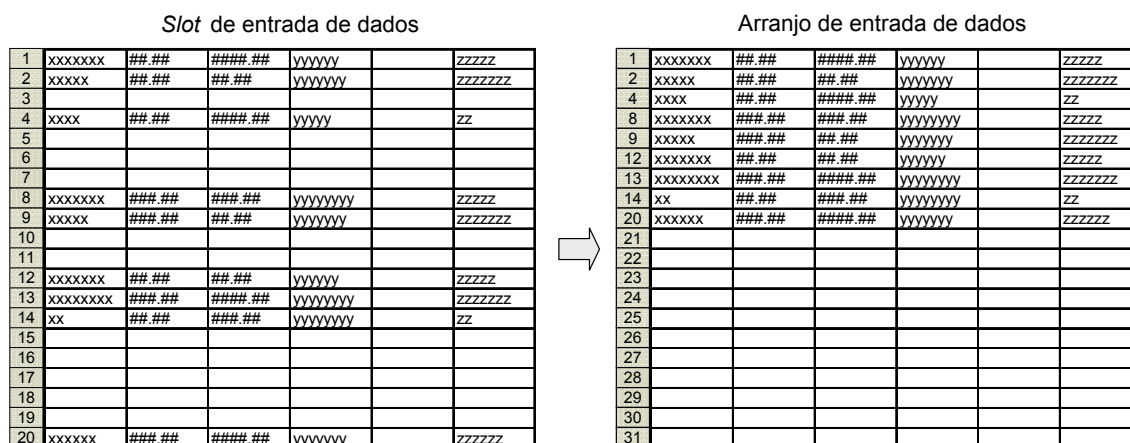 Slot de entrada de dados
1 xxxxxxx ##.## ####.## yyyyyy zzzzz
2 xxxxx ##.## ##.## yyyyyyy zzzzzzz
3
4 xxxx ##.## ####.## yyyyy zz
5
6
7
8 xxxxxxx ###.## ###.## yyyyyyyy zzzzz
9 xxxxx ###.## ##.## yyyyyyy zzzzzzz
10
11
12 xxxxxxx ##.## ##.## yyyyyy zzzzz
13 xxxxxxxx ###.## ####.## yyyyyyyy zzzzzzz
14 xx ##.## ###.## yyyyyyyy zz
15
16
17
18
19
20 xxxxxx ###.## ####.## yyyyyyy zzzzzz
Arranjo de entrada de dados
1 xxxxxxx ##.## ####.## yyyyyy zzzzz
2 xxxxx ##.## ##.## yyyyyyy zzzzzzz
4 xxxx ##.## ####.## yyyyy zz
8 xxxxxxx ###.## ###.## yyyyyyyy zzzzz
9 xxxxx ###.## ##.## yyyyyyy zzzzzzz
12 xxxxxxx ##.## ##.## yyyyyy zzzzz
13 xxxxxxxx ###.## ####.## yyyyyyyy zzzzzzz
14 xx ##.## ###.## yyyyyyyy zz
20 xxxxxx ###.## ####.## yyyyyyy zzzzzz
21
22
23
24
25
26
27
28
29
30
31